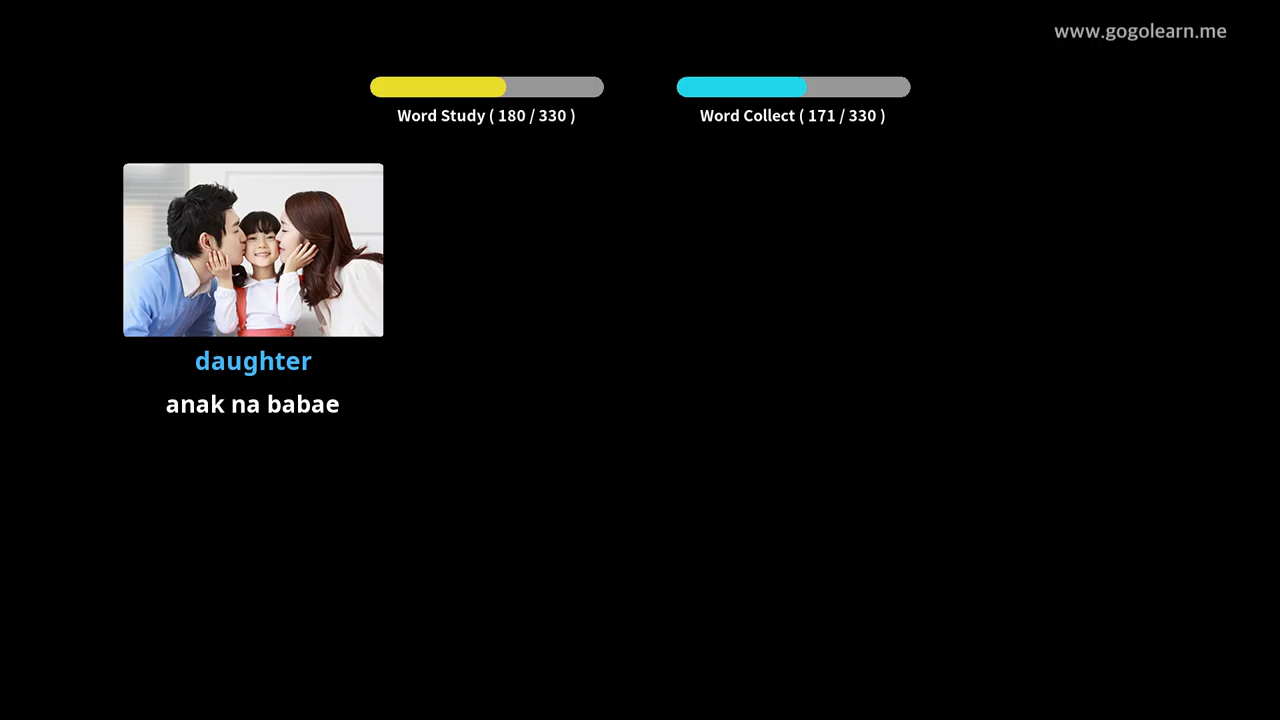 www.gogolearn.me
Word Study ( 180 / 330 )
Word Collect ( 171 / 330 )
daughter
anak na babae